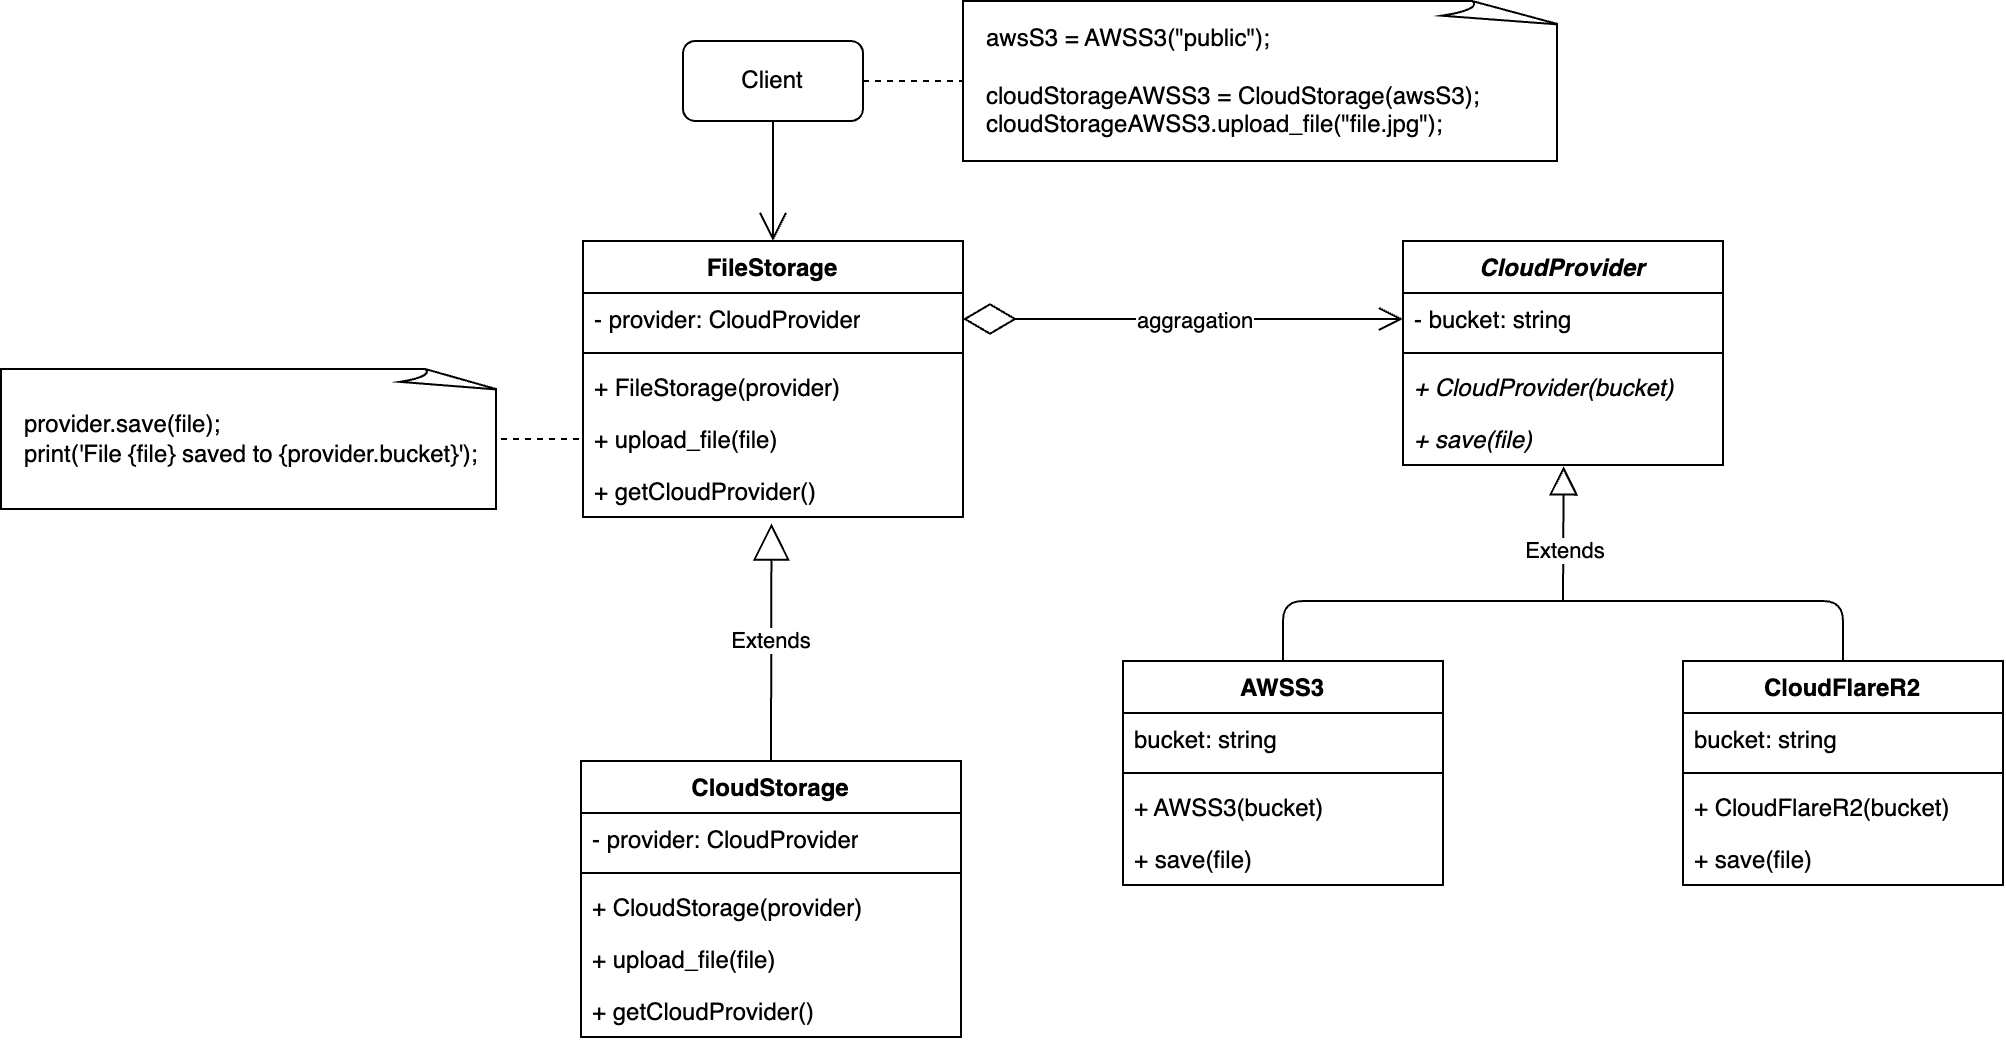 Client
awsS3 = AWSS3("public");
cloudStorageAWSS3 = CloudStorage(awsS3);
cloudStorageAWSS3.upload_file("file.jpg");
FileStorage
- provider: CloudProvider
+ FileStorage(provider)
+ upload_file(file)
+ getCloudProvider()
aggragation
CloudProvider
- bucket: string
+ CloudProvider(bucket)
+ save(file)
provider.save(file);
print('File {file} saved to {provider.bucket}');
Extends
Extends
CloudStorage
- provider: CloudProvider
+ CloudStorage(provider)
+ upload_file(file)
+ getCloudProvider()
AWSS3
bucket: string
+ AWSS3(bucket)
+ save(file)
CloudFlareR2
bucket: string
+ CloudFlareR2(bucket)
+ save(file)